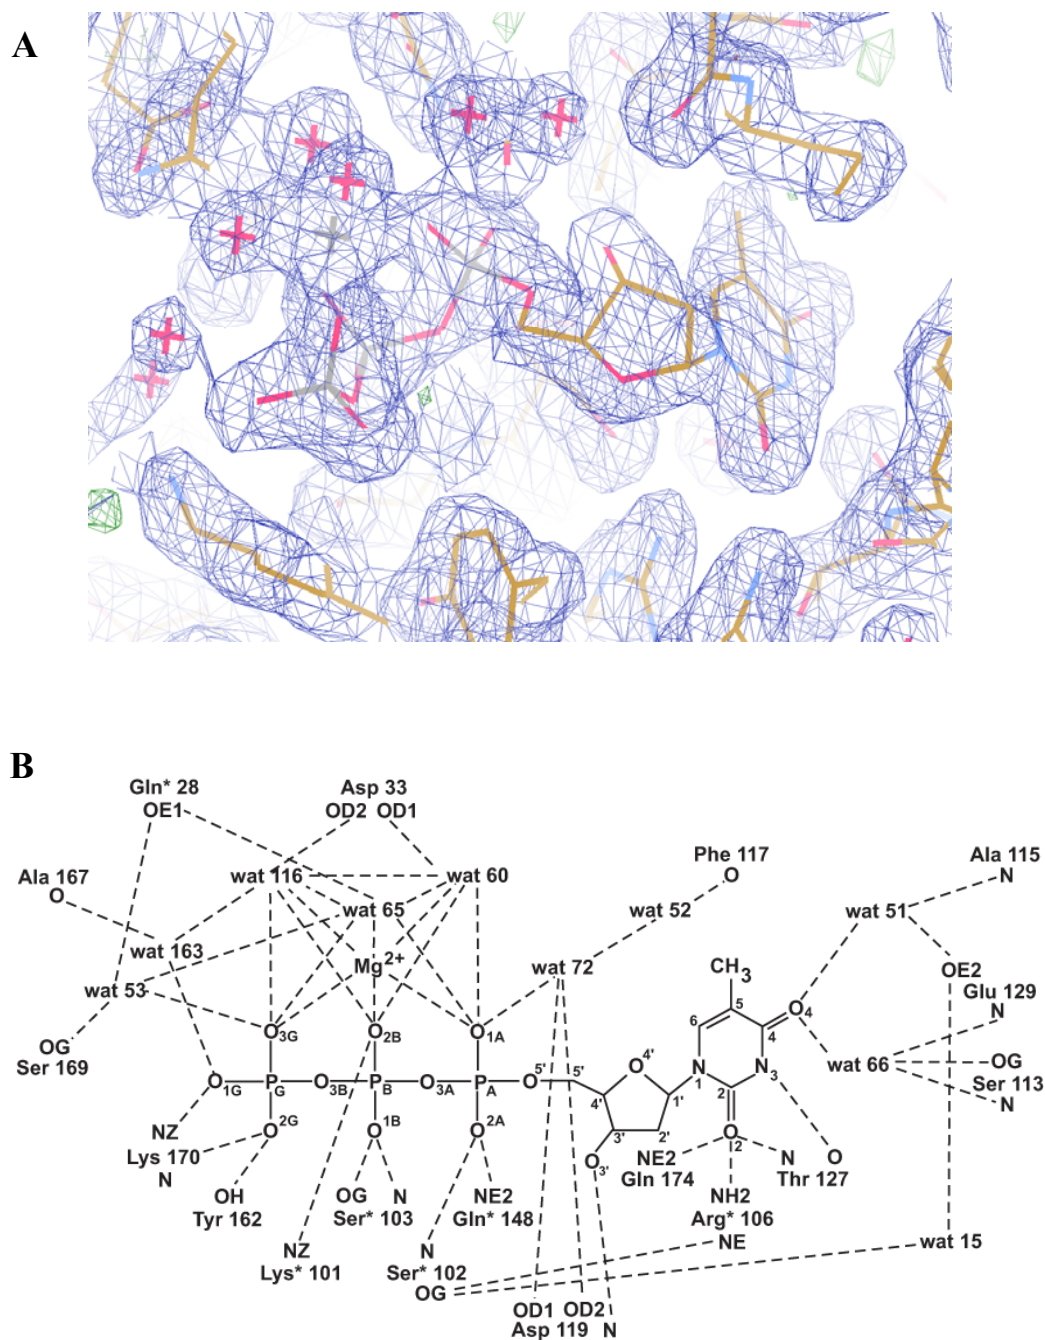 A
B
Gln* 28 Asp 33
OE1 OD2 OD1
Phe 117 Ala 115
Ala 167 wat 116 wat 60 O N
O wat 65 wat 52 wat 51
wat 163 Mg2+ wat 72 CH3 OE2
wat 53 Glu 129
N
OG O3G O2B O1A O4' 6 5 4 O4
Ser 169 wat 66 OG
Ser 113
O1G PG O3B PB O3A PA O 5' 5' N1 N3 N
4' 1' 2
O2G O1B O2A 3' 2' O2
NZ O3' NE2 N O
Lys 170 Gln 174 Thr 127
N OH OG N NE2 NH2
Tyr 162 Ser* 103 Gln* 148 Arg* 106
NE wat 15
NZ N
Lys* 101 Ser* 102
OG
OD1 OD2
Asp 119 N